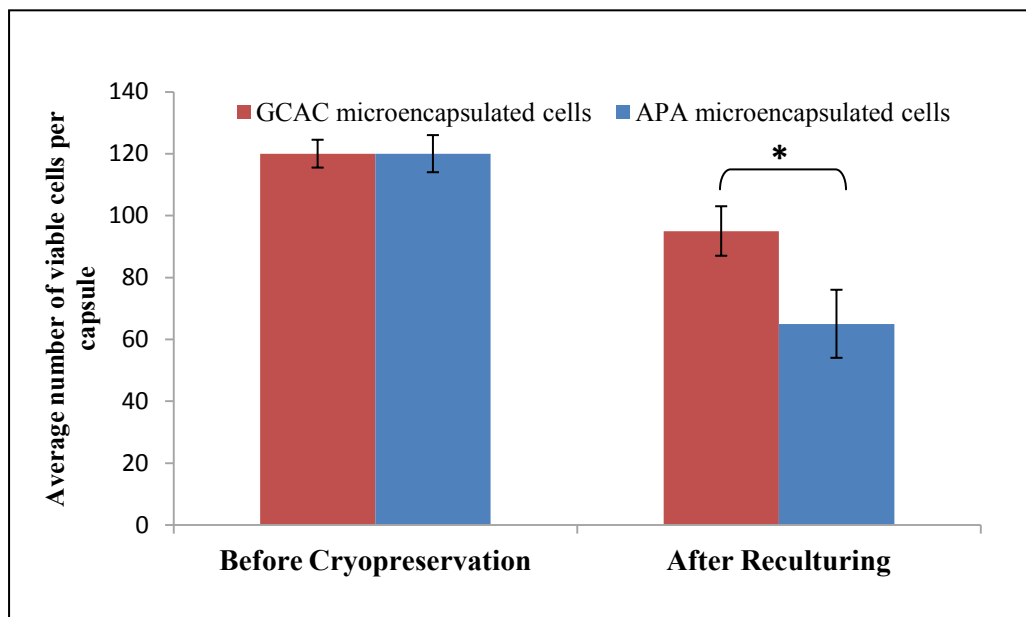 140
120
100
80
60
40
20
0
Average number of viable cells per
capsule
GCAC microencapsulated cells APA microencapsulated cells
*
Before Cryopreservation After Reculturing